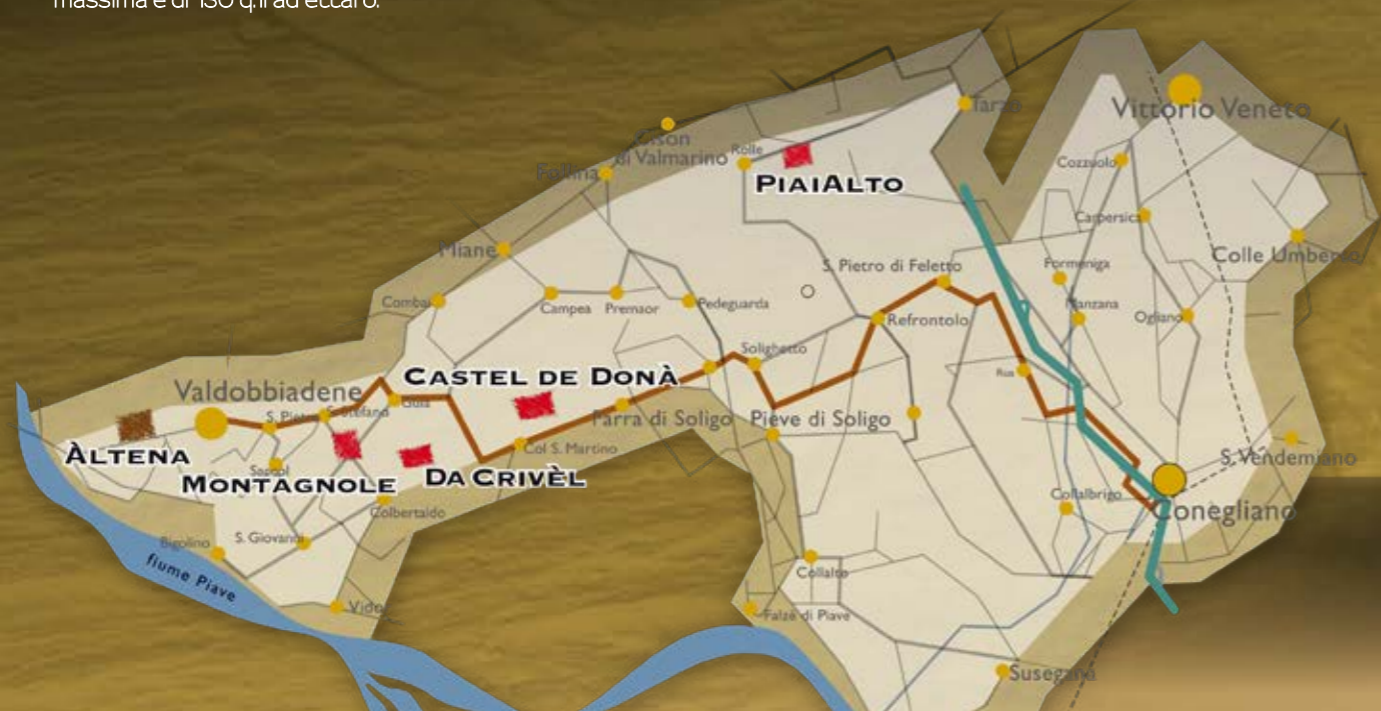 massima è di 130 q.li ad ettaro.
Tarzo
Vittorio Veneto
Cison
di Valmarino
Rolle
Follina
PIAIALTO
Cozzuolo
Carpersica
Miane
S. Pietro di Feletto
Formeniga
Colle Umberto
Combai
Campea
Premaor
Pedeguarda
Refrontolo
Manzana
Ogliano
Solighetto
Rua
Valdobbiadene
CASTEL DE DONÀ
S. Pietro
S. Stefano
Guia
Farra di Soligo
Pieve di Soligo
ÀLTENA
Saccol
Col S. Martino
S. Vendemiano
MONTAGNOLE
DA CRIVÈL
Collalbrigo
Conegliano
Colbertaldo
Bigolino
S. Giovanni
fiume Piave
Collalto
Vidor
Falzè di Piave
Susegana